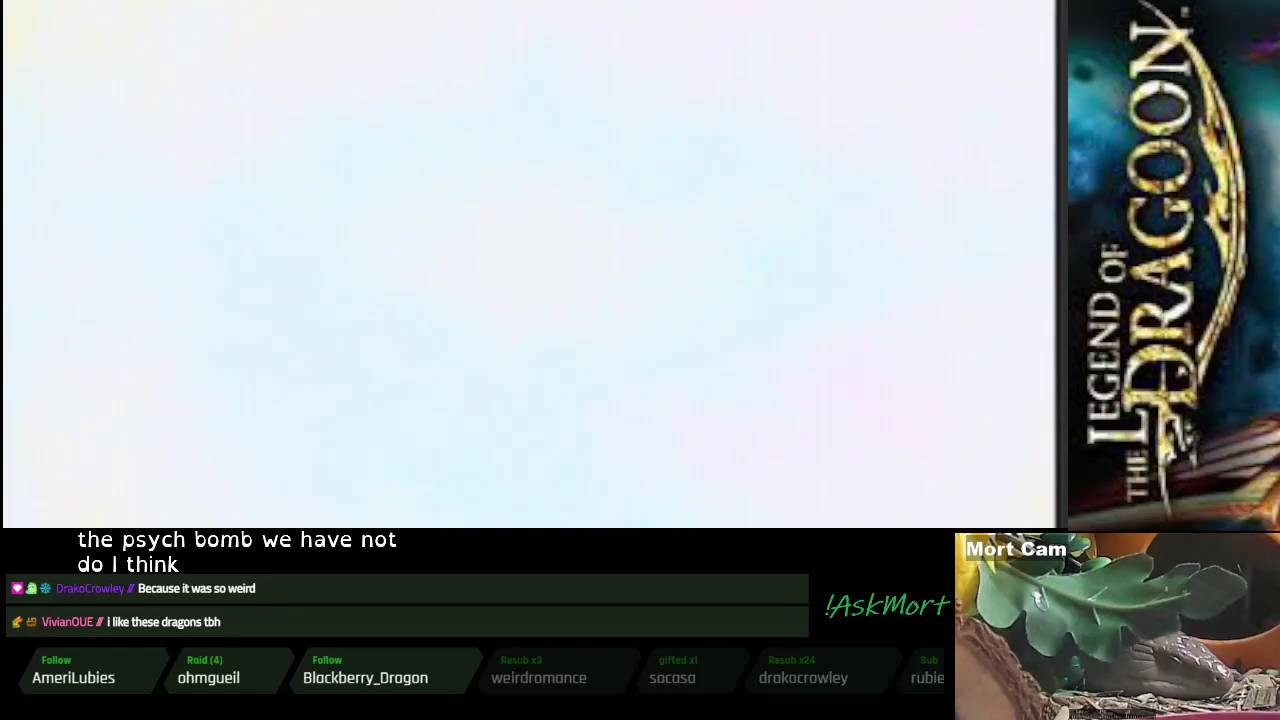 THE LEGEND OF
DRAGOON
the psych bomb we have not
do I think
DrakoCrowley // Because it was so weird
VivianOUE // i like these dragons tbh
!AskMort
Mort Cam
Follow
AmeriLubies
Raid (4)
ohmgueil
Follow
Blackberry_Dragon
Resub x3
weirdromance
gifted x1
socasa
Resub x24
drakocrowley
Sub
rubie